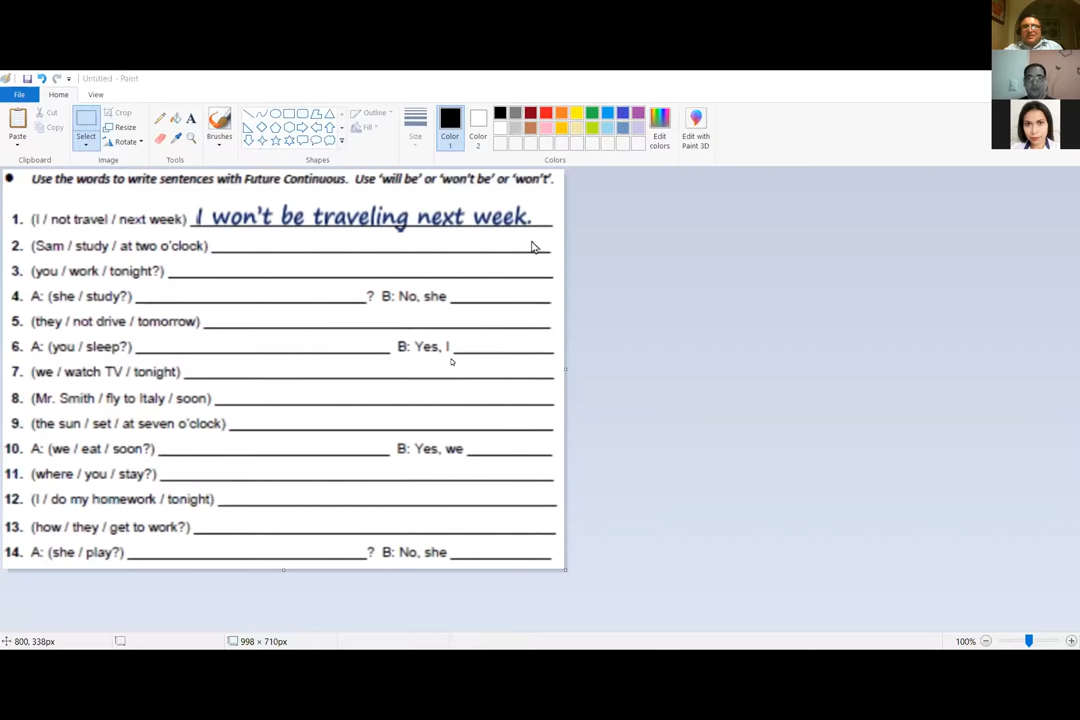 Untitled - Paint
File Home View
Paste
Cut
Copy
Clipboard
Select
Crop
Resize
Rotate
Image
Tools
Brushes
Shapes
Outline
Fill
Size
Color 1
Color 2
Edit colors
Colors
Edit with Paint 3D
Use the words to write sentences with Future Continuous. Use 'will be' or 'won't be' or 'won't'.
1. (I / not travel / next week) I won't be traveling next week.
2. (Sam / study / at two o'clock)
3. (you / work / tonight?)
4. A: (she / study?) ? B: No, she
5. (they / not drive / tomorrow)
6. A: (you / sleep?) B: Yes, I
7. (we / watch TV / tonight)
8. (Mr. Smith / fly to Italy / soon)
9. (the sun / set / at seven o'clock)
10. A: (we / eat / soon?) B: Yes, we
11. (where / you / stay?)
12. (I / do my homework / tonight)
13. (how / they / get to work?)
14. A: (she / play?) ? B: No, she
800, 338px 998 × 710px 100%